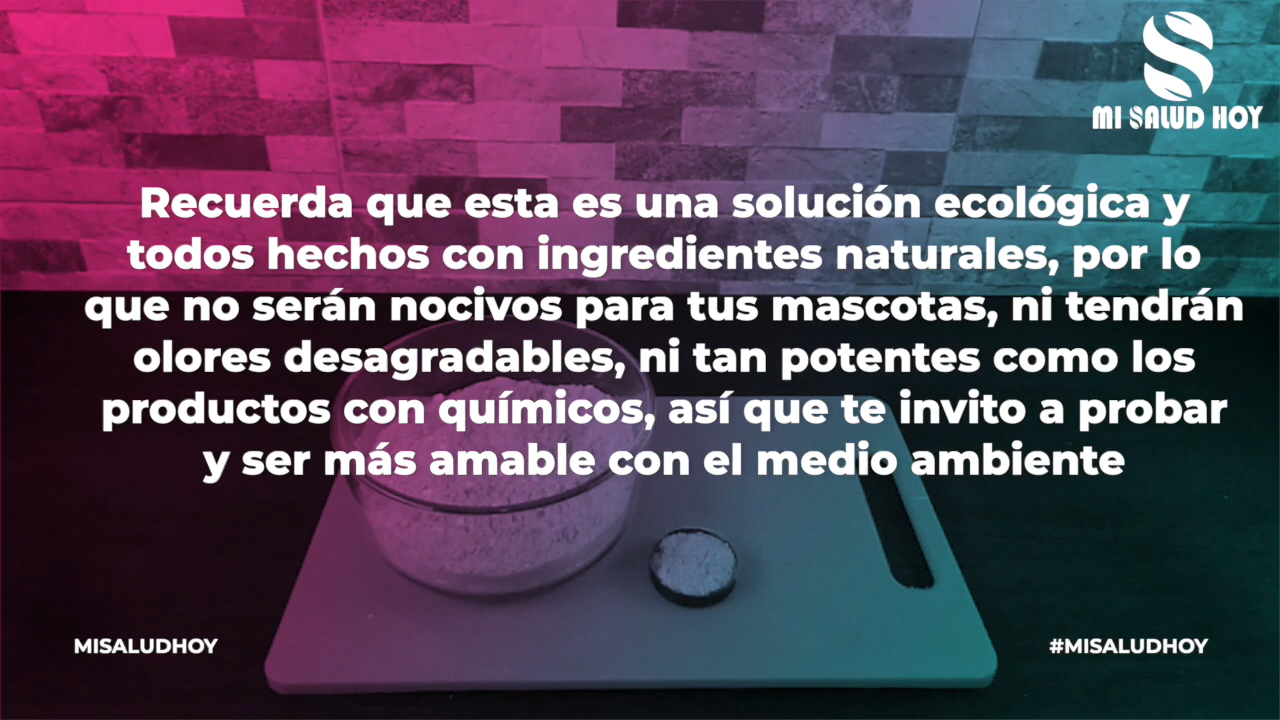 MI SALUD HOY
Recuerda que esta es una solución ecológica y
todos hechos con ingredientes naturales, por lo
que no serán nocivos para tus mascotas, ni tendrán
olores desagradables, ni tan potentes como los
productos con químicos, así que te invito a probar
y ser más amable con el medio ambiente
MISALUDHOY
#MISALUDHOY